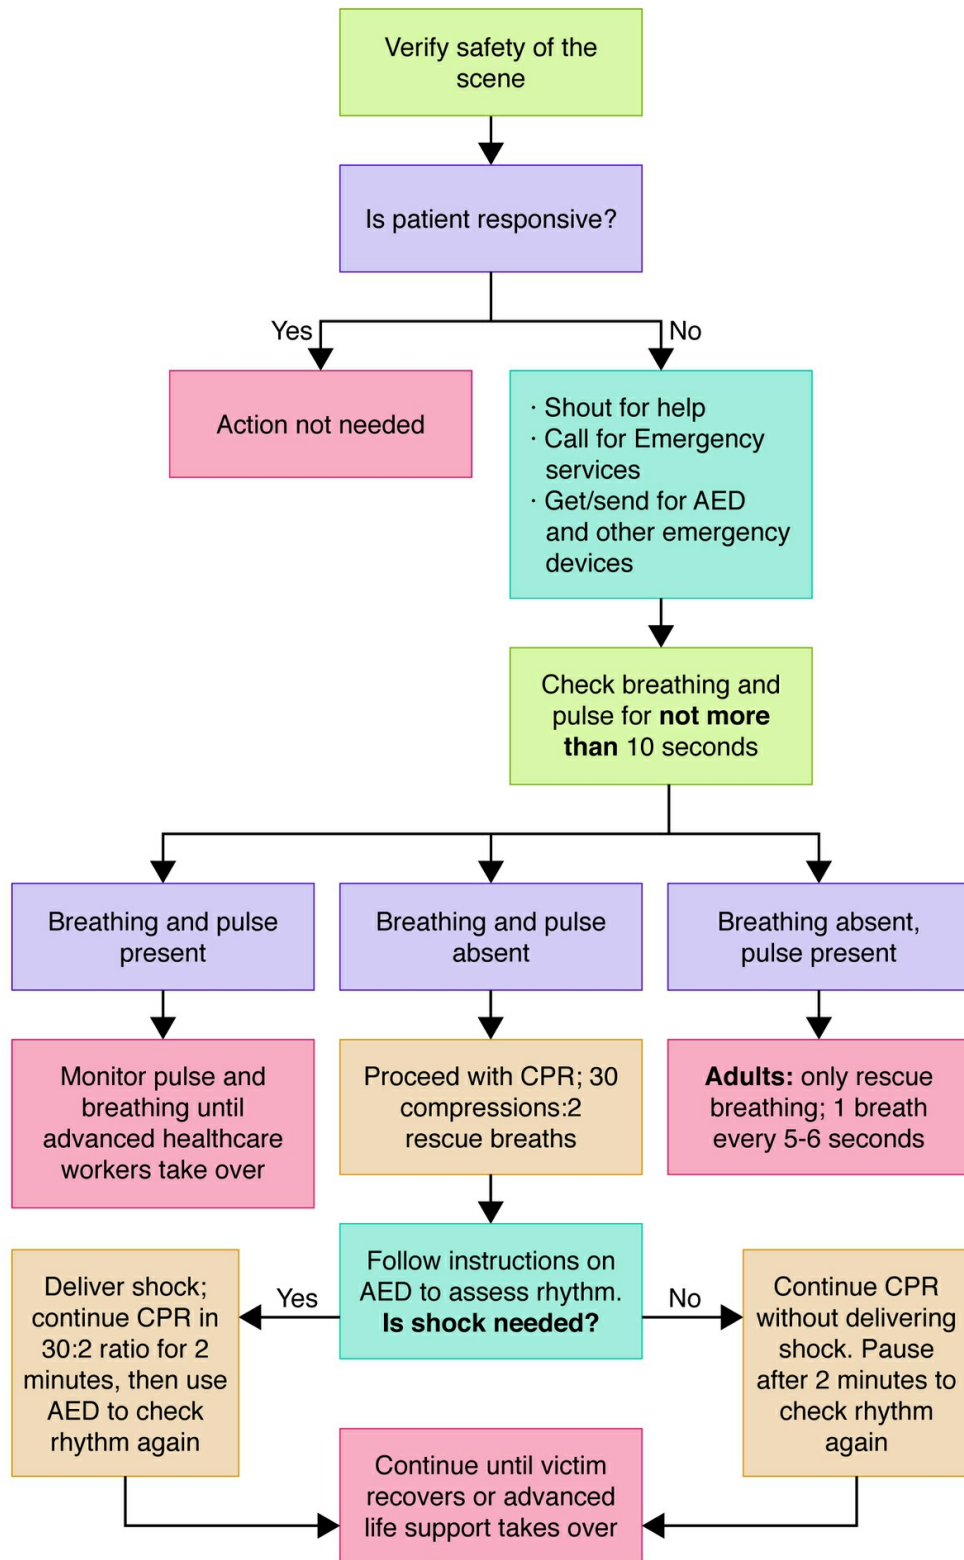 Verify safety of the
scene
Is patient responsive?
Yes
No
Action not needed
· Shout for help
· Call for Emergency
services
· Get/send for AED
and other emergency
devices
Check breathing and
pulse for not more
than 10 seconds
Breathing and pulse
present
Breathing and pulse
absent
Breathing absent,
pulse present
Monitor pulse and
breathing until
advanced healthcare
workers take over
Proceed with CPR; 30
compressions:2
rescue breaths
Adults: only rescue
breathing; 1 breath
every 5-6 seconds
Follow instructions on
AED to assess rhythm.
Is shock needed?
Yes
No
Deliver shock;
continue CPR in
30:2 ratio for 2
minutes, then use
AED to check
rhythm again
Continue CPR
without delivering
shock. Pause
after 2 minutes to
check rhythm
again
Continue until victim
recovers or advanced
life support takes over